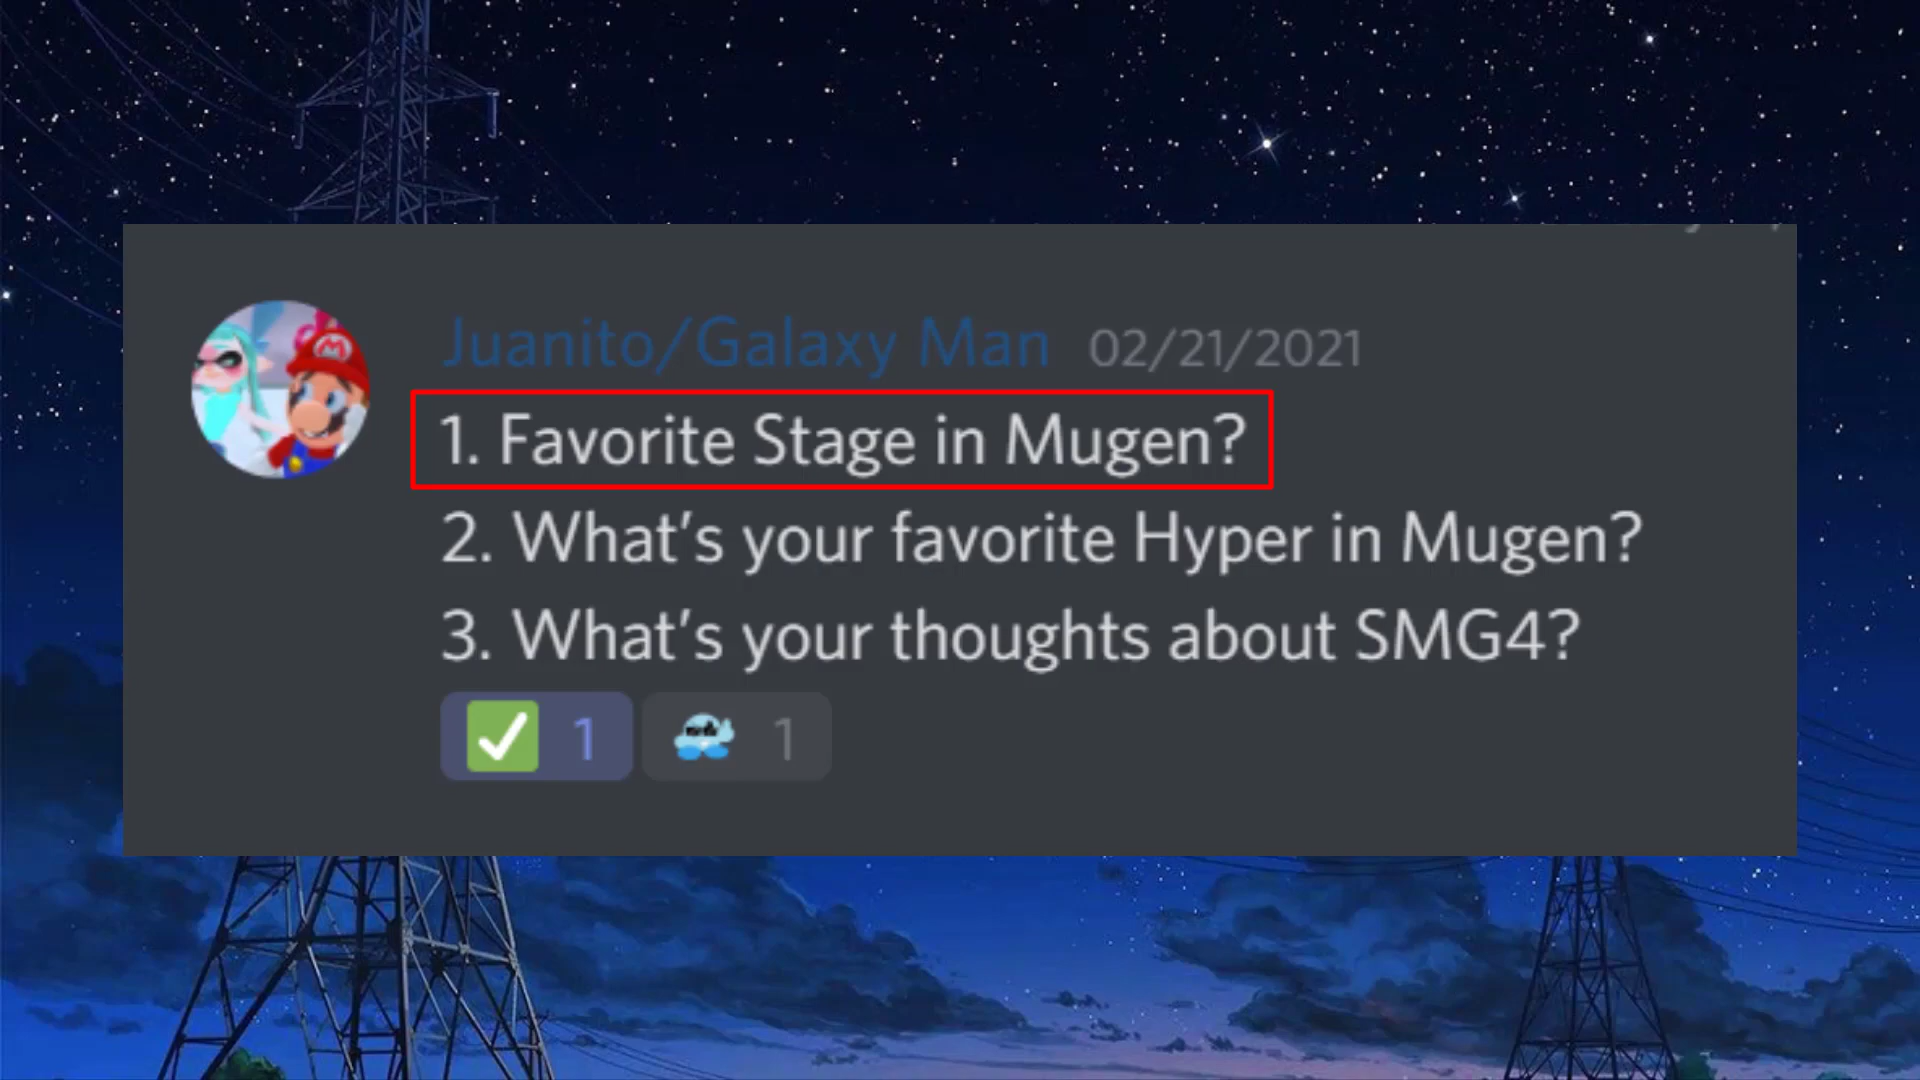 Juanito/Galaxy Man 02/21/2021
1. Favorite Stage in Mugen?
2. What's your favorite Hyper in Mugen?
3. What's your thoughts about SMG4?
1 1